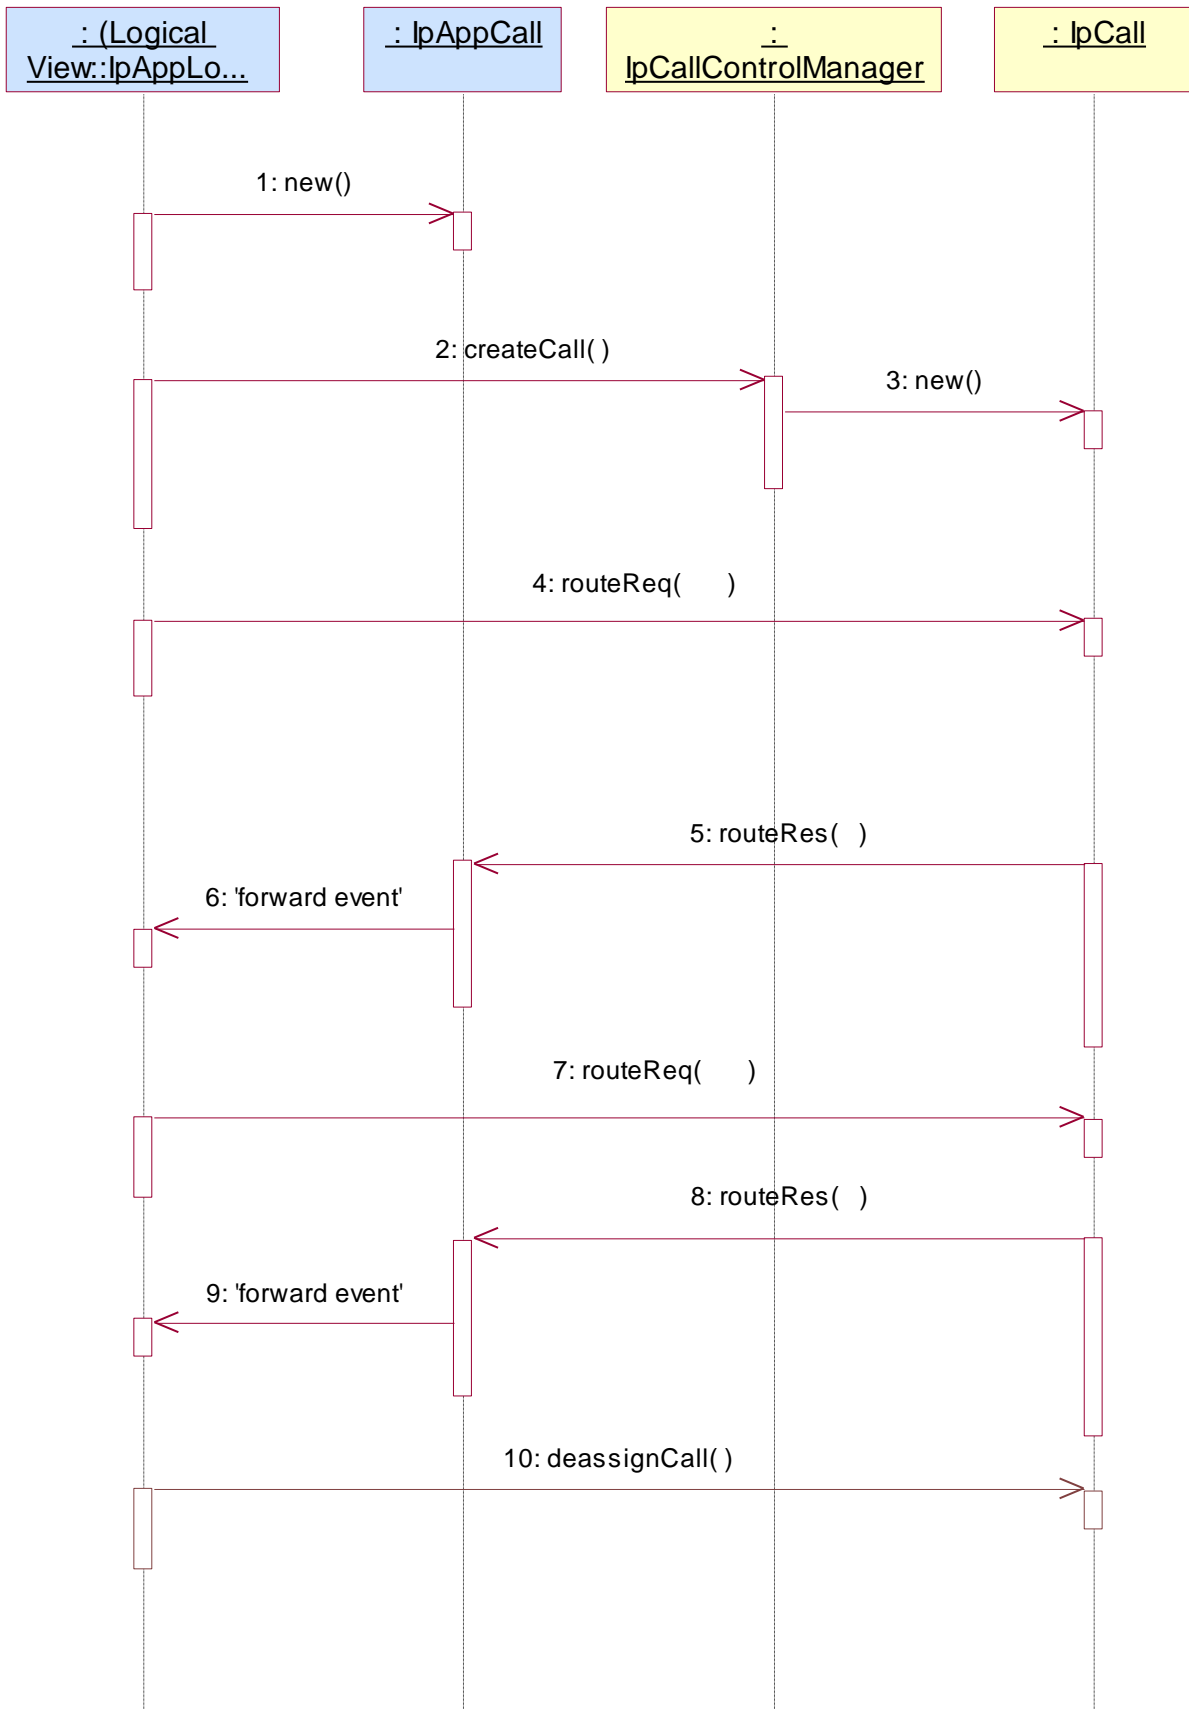 : (Logical
View::IpAppLo...
: IpAppCall
:
IpCallControlManager
: IpCall
1: new()
2: createCall( )
3: new()
4: routeReq(      )
5: routeRes(   )
6: 'forward event'
7: routeReq(      )
8: routeRes(   )
9: 'forward event'
10: deassignCall( )